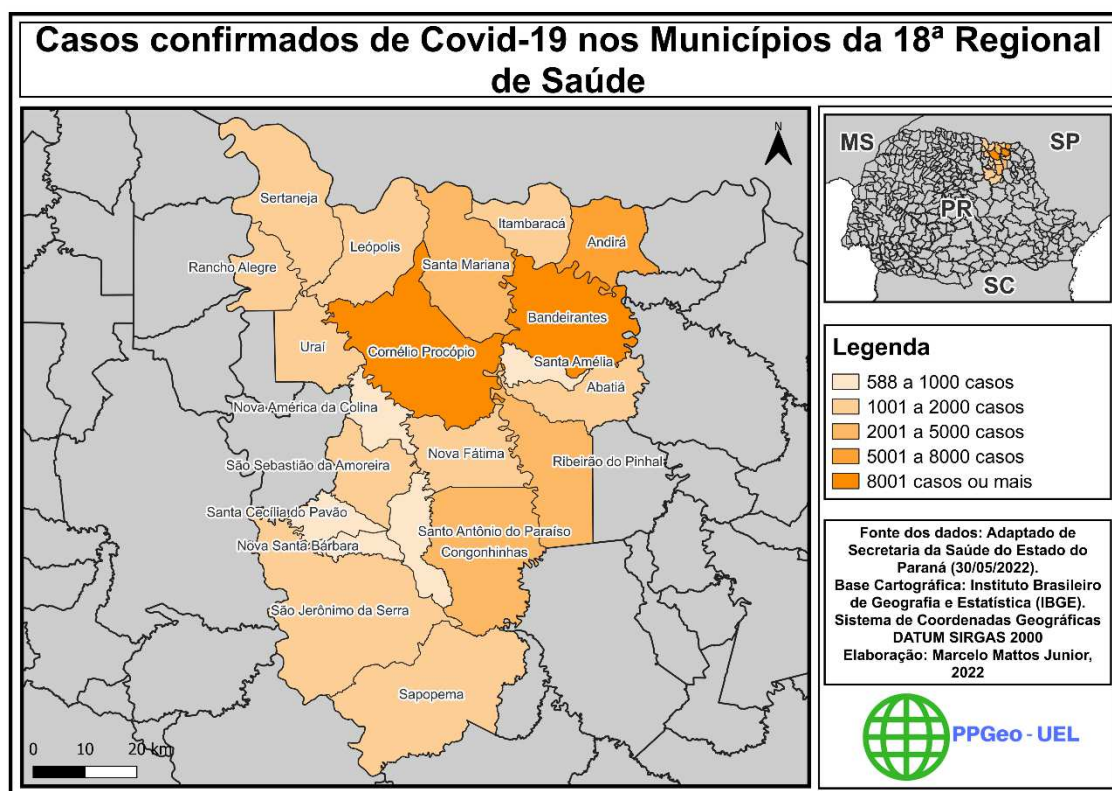 Casos confirmados de Covid-19 nos Municípios da 18ª Regional
de Saúde
N
Sertaneja
Leópolis
Itambaracá
Andirá
Rancho Alegre
Santa Mariana
Bandeirantes
Uraí
Cornélio Procópio
Santa Amélia
Abatiá
Nova América da Colina
Nova Fátima
Ribeirão do Pinhal
São Sebastião da Amoreira
Santa Cecília do Pavão
Santo Antônio do Paraíso
Nova Santa Bárbara
Congonhinhas
São Jerônimo da Serra
Sapopema
0 10 20 km
MS
SP
PR
SC
Legenda
588 a 1000 casos
1001 a 2000 casos
2001 a 5000 casos
5001 a 8000 casos
8001 casos ou mais
Fonte dos dados: Adaptado de
Secretaria da Saúde do Estado do
Paraná (30/05/2022).
Base Cartográfica: Instituto Brasileiro
de Geografia e Estatística (IBGE).
Sistema de Coordenadas Geográficas
DATUM SIRGAS 2000
Elaboração: Marcelo Mattos Junior,
2022
PPGeo - UEL